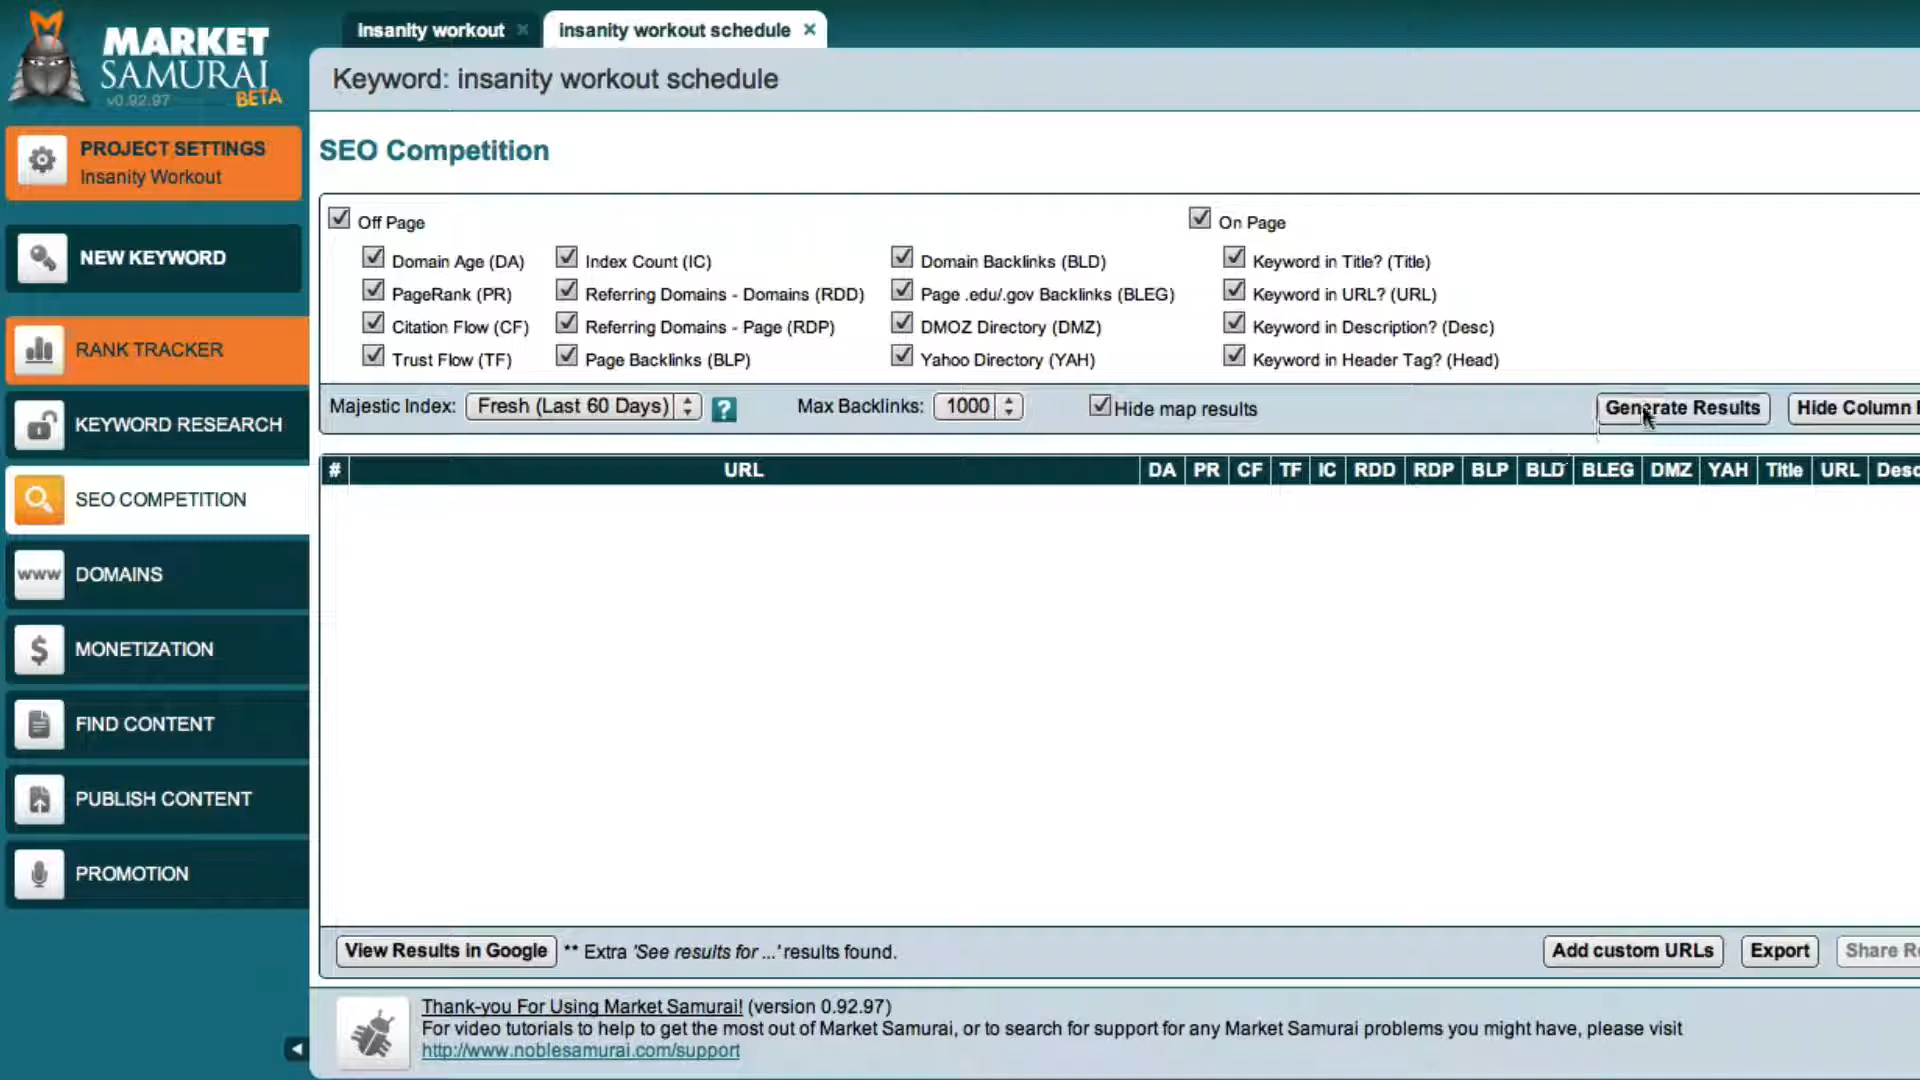 MARKET
SAMURAI
v0.92.97 BETA
Insanity workout
Insanity workout schedule
Keyword: insanity workout schedule
PROJECT SETTINGS
Insanity Workout
NEW KEYWORD
RANK TRACKER
KEYWORD RESEARCH
SEO COMPETITION
www DOMAINS
$ MONETIZATION
FIND CONTENT
PUBLISH CONTENT
PROMOTION
SEO Competition
Off Page
On Page
Domain Age (DA) Index Count (IC) Domain Backlinks (BLD) Keyword in Title? (Title)
PageRank (PR) Referring Domains - Domains (RDD) Page .edu/.gov Backlinks (BLEG) Keyword in URL? (URL)
Citation Flow (CF) Referring Domains - Page (RDP) DMOZ Directory (DMZ) Keyword in Description? (Desc)
Trust Flow (TF) Page Backlinks (BLP) Yahoo Directory (YAH) Keyword in Header Tag? (Head)
Majestic Index: Fresh (Last 60 Days) ? Max Backlinks: 1000 Hide map results Generate Results Hide Column
# URL DA PR CF TF IC RDD RDP BLP BLD BLEG DMZ YAH Title URL Desc
View Results in Google ** Extra 'See results for ...' results found. Add custom URLs Export Share
Thank-you For Using Market Samurai! (version 0.92.97)
For video tutorials to help to get the most out of Market Samurai, or to search for support for any Market Samurai problems you might have, please visit
http://www.noblesamurai.com/support